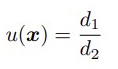 u(𝒙) = d₁/d₂